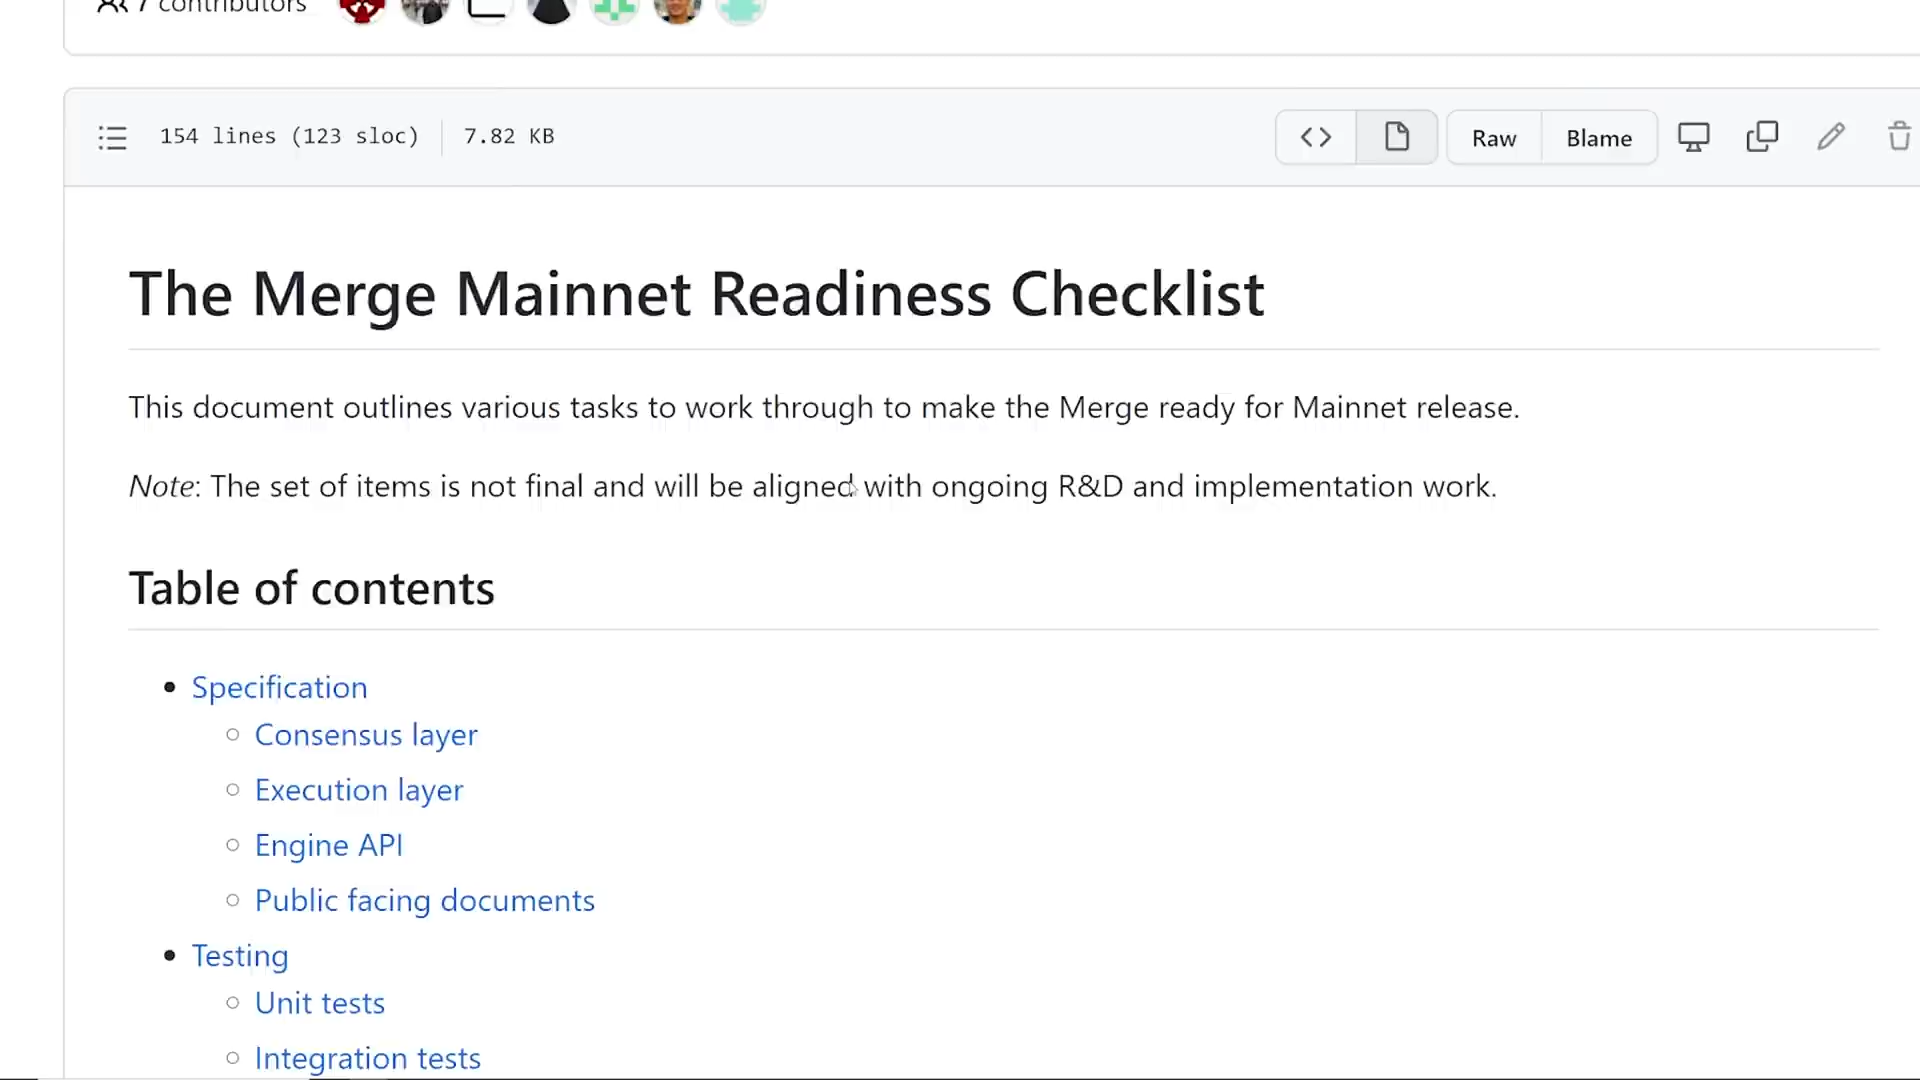 7 contributors
154 lines (123 sloc) 7.82 KB
Raw Blame
The Merge Mainnet Readiness Checklist
This document outlines various tasks to work through to make the Merge ready for Mainnet release.
Note: The set of items is not final and will be aligned with ongoing R&D and implementation work.
Table of contents
Specification
Consensus layer
Execution layer
Engine API
Public facing documents
Testing
Unit tests
Integration tests